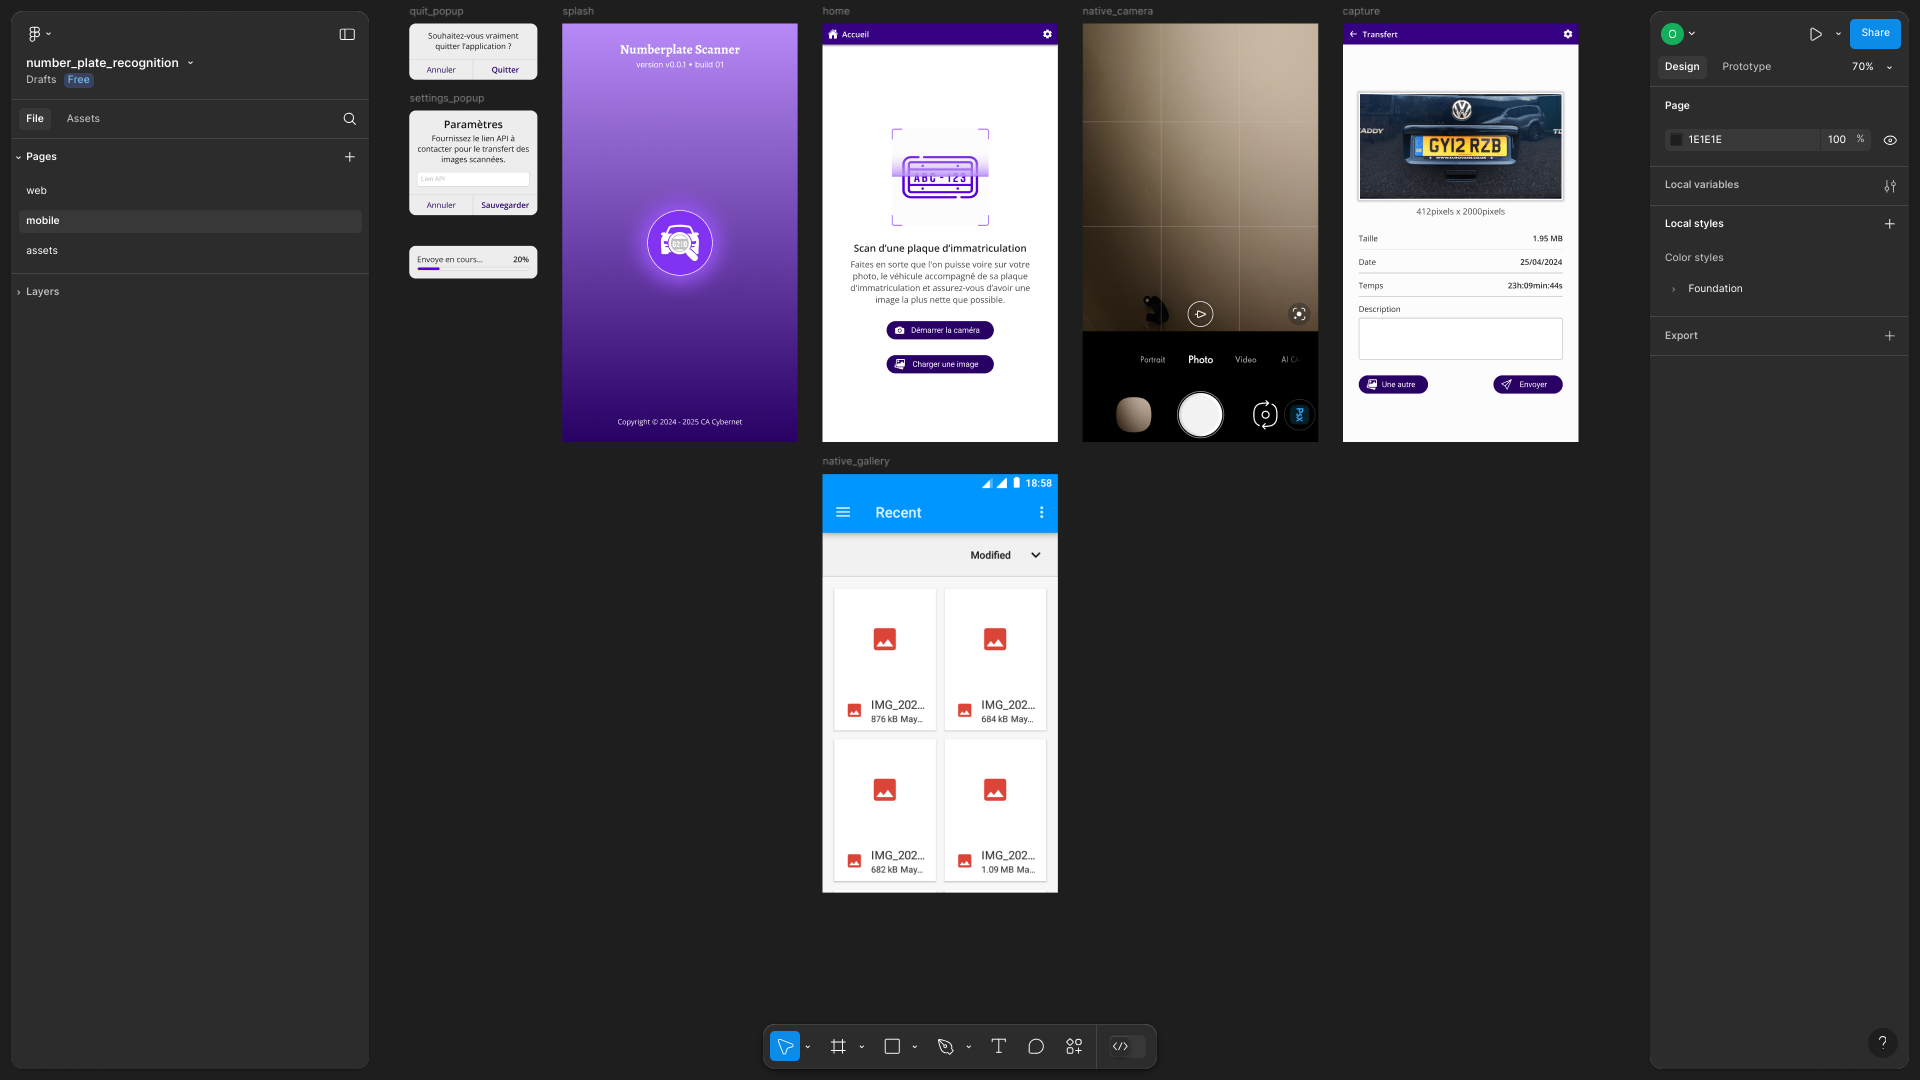 number_plate_recognition
Drafts Free
File Assets
Pages
web
mobile
assets
Layers
quit_popup
Souhaitez-vous vraiment
quitter l'application ?
Annuler Quitter
settings_popup
Paramètres
Fournissez le lien API à
contacter pour le transfert des
images scannées.
Lien API
Annuler Sauvegarder
Envoye en cours... 20%
splash
Numberplate Scanner
version v0.0.1 • build 01
Copyright © 2024 - 2025 CA Cybernet
home
Accueil
ABC - 123
Scan d'une plaque d'immatriculation
Faites en sorte que l'on puisse voire sur votre
photo, le véhicule accompagné de sa plaque
d'immatriculation et assurez-vous d'avoir une
image la plus nette que possible.
Démarrer la caméra
Charger une image
native_camera
Portrait Photo Video AI
PSX
capture
Transfert
CADDY
GY12 RZB
412pixels x 2000pixels
Taille 1.95 MB
Date 25/04/2024
Temps 23h:09min:44s
Description
Une autre Envoyer
native_gallery
18:58
Recent
Modified
IMG_202... IMG_202...
876 kB May... 684 kB May...
IMG_202... IMG_202...
682 kB May... 1.09 MB Ma...
O
Share
Design Prototype 70%
Page
1E1E1E 100 %
Local variables
Local styles
Color styles
Foundation
Export
?